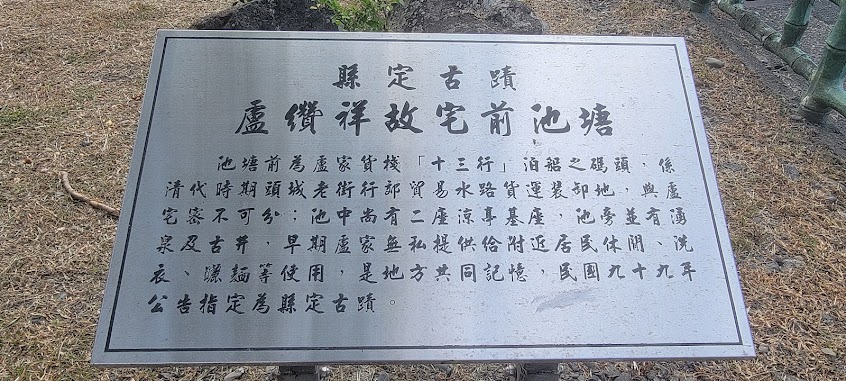 縣定古蹟
盧纘祥故宅前池塘
池塘前為盧家貨棧「十三行」泊船之碼頭，係
清代時期頭城老街行郊貿易水路貨運裝卸地，與盧
宅密不可分；池中尚有二座涼亭基座，池旁並有湧
泉及古井，早期盧家無私提供給附近居民休閒、洗
衣、曬麵等使用，是地方共同記憶，民國九十九年
公告指定為縣定古蹟。